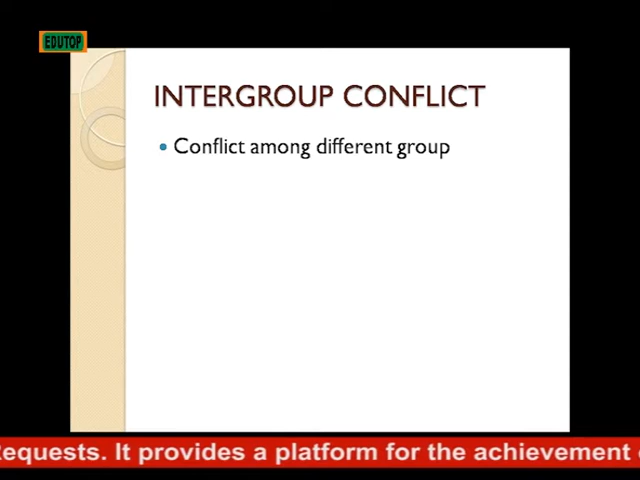 EDUTOP
INTERGROUP CONFLICT
• Conflict among different group
Requests. It provides a platform for the achievement